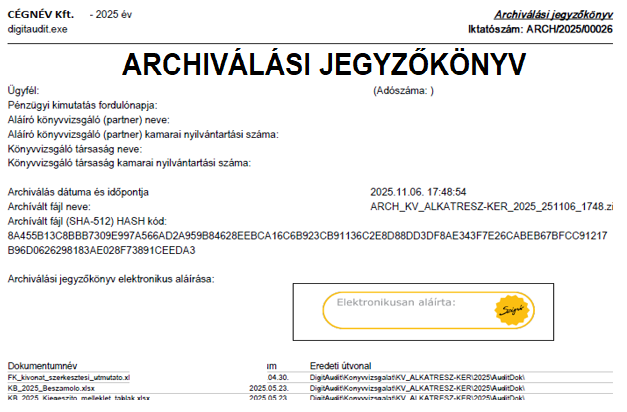 CÉGNÉV Kft. - 2025 év Archiválási jegyzőkönyv
digitaudit.exe Iktatószám: ARCH/2025/00026
ARCHIVÁLÁSI JEGYZŐKÖNYV
Ügyfél: (Adószáma: )
Pénzügyi kimutatás fordulónapja:
Aláíró könyvvizsgáló (partner) neve:
Aláíró könyvvizsgáló (partner) kamarai nyilvántartási száma:
Könyvvizsgáló társaság neve:
Könyvvizsgáló társaság kamarai nyilvántartási száma:
Archiválás dátuma és időpontja 2025.11.06. 17:48:54
Archívált fájl neve: ARCH_KV_ALKATRESZ-KER_2025_251106_1748.zi
Archívált fájl (SHA-512) HASH kód:
8A455B13C8BBB7309E997A566AD2A959B84628EEBCA16C6B923CB91136C2E8D88DD3DF8AE343F7E26CABEB67BFCC91217
B96D0626298183AE028F73891CEEDA3
Archiválási jegyzőkönyv elektronikus aláírása:
Elektronikusan aláírta:
Szignó
Dokumentumnév um Eredeti útvonal
FK_kivonat_szerkesztesi_utmutato.xl 04.30. DigitAudit\Konyvvizsgalat\KV_ALKATRESZ-KER\2025\AuditDok\
KB_2025_Beszamolo.xlsx 2025.05.23. DigitAudit\Konyvvizsgalat\KV_ALKATRESZ-KER\2025\AuditDok\
KB_2025_Kiegeszito_melleklet_tablak.xlsx 2025.05.23. DigitAudit\Konyvvizsgalat\KV_ALKATRESZ-KER\2025\AuditDok\